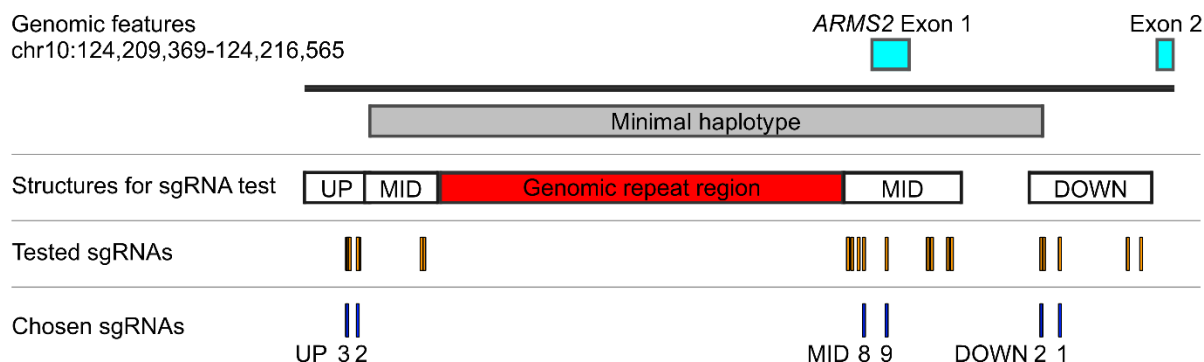 Genomic features
chr10:124,209,369-124,216,565
ARMS2 Exon 1
Exon 2
Minimal haplotype
Structures for sgRNA test
UP
MID
Genomic repeat region
MID
DOWN
Tested sgRNAs
Chosen sgRNAs
UP 3 2
MID 8 9
DOWN 2 1